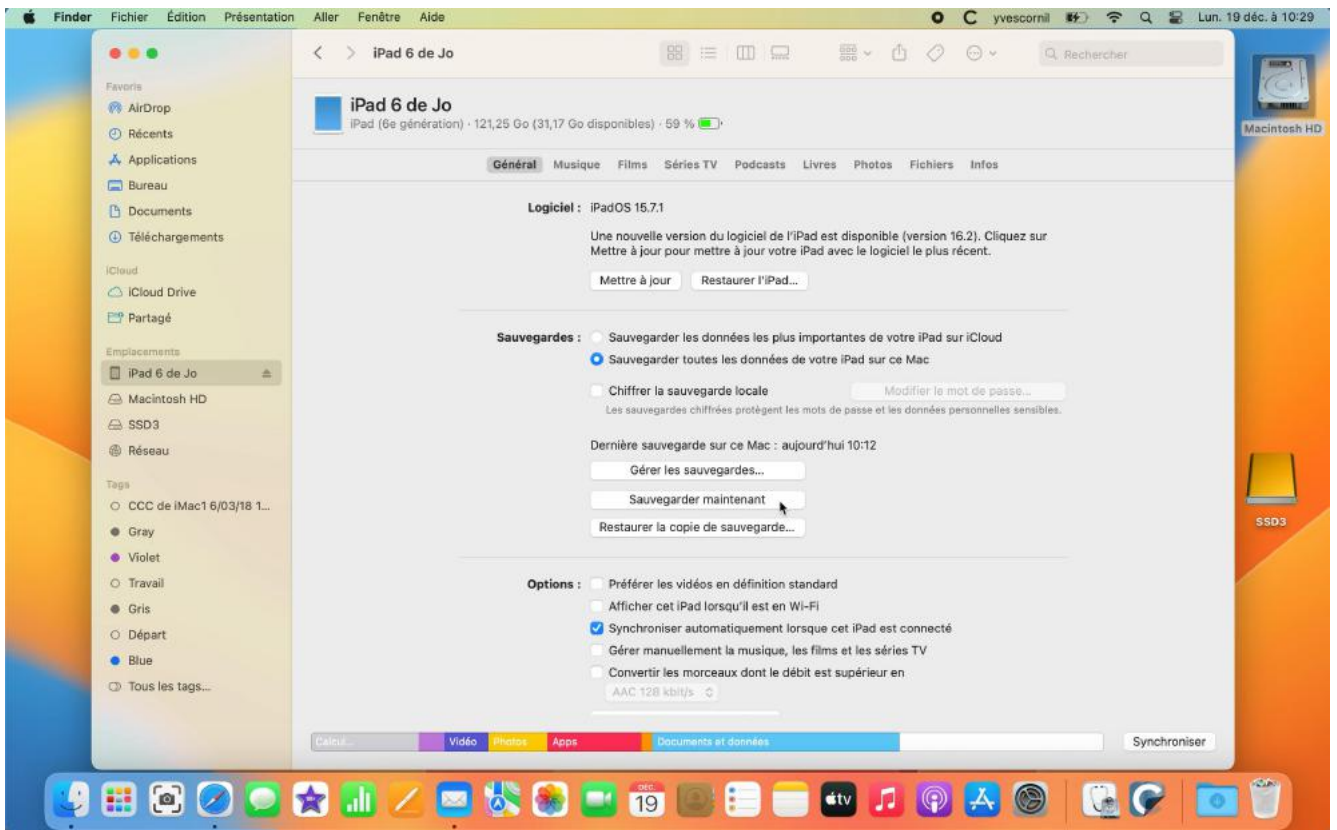 Finder Fichier Édition Présentation Aller Fenêtre Aide yvescornil Lun. 19 déc. à 10:29
iPad 6 de Jo Rechercher
Favoris
AirDrop
Récents
Applications
Bureau
Documents
Téléchargements
iCloud
iCloud Drive
Partagé
Emplacements
iPad 6 de Jo
Macintosh HD
SSD3
Réseau
Tags
CCC de iMac1 6/03/18 1...
Gray
Violet
Travail
Gris
Départ
Blue
Tous les tags...
iPad 6 de Jo
iPad (6e génération) · 121,25 Go (31,17 Go disponibles) · 59 %
Général Musique Films Séries TV Podcasts Livres Photos Fichiers Infos
Logiciel : iPadOS 15.7.1
Une nouvelle version du logiciel de l'iPad est disponible (version 16.2). Cliquez sur
Mettre à jour pour mettre à jour votre iPad avec le logiciel le plus récent.
Mettre à jour Restaurer l'iPad...
Sauvegardes : Sauvegarder les données les plus importantes de votre iPad sur iCloud
Sauvegarder toutes les données de votre iPad sur ce Mac
Chiffrer la sauvegarde locale Modifier le mot de passe...
Les sauvegardes chiffrées protègent les mots de passe et les données personnelles sensibles.
Dernière sauvegarde sur ce Mac : aujourd'hui 10:12
Gérer les sauvegardes...
Sauvegarder maintenant
Restaurer la copie de sauvegarde...
Options : Préférer les vidéos en définition standard
Afficher cet iPad lorsqu'il est en Wi-Fi
Synchroniser automatiquement lorsque cet iPad est connecté
Gérer manuellement la musique, les films et les séries TV
Convertir les morceaux dont le débit est supérieur en
AAC 128 kbit/s
Calcul... Vidéo Photos Apps Documents et données Synchroniser
Macintosh HD
SSD3
DÉC.
19
tv